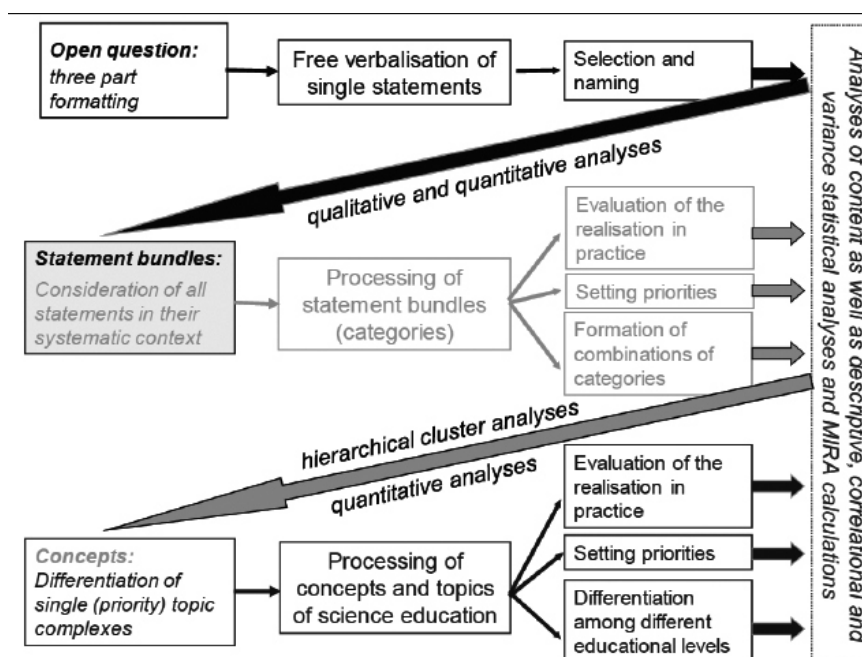 Open question:
three part
formatting
Free verbalisation of
single statements
Selection and
naming
qualitative and quantitative analyses
Statement bundles:
Consideration of all
statements in their
systematic context
Processing of
statement bundles
(categories)
Evaluation of the
realisation in
practice
Setting priorities
Formation of
combinations of
categories
hierarchical cluster analyses
quantitative analyses
Concepts:
Differentiation of
single (priority) topic
complexes
Processing of
concepts and topics
of science education
Evaluation of the
realisation in
practice
Setting priorities
Differentiation
among different
educational levels
Analyses of content as well as descriptive, correlational and
variance statistical analyses and MIRA calculations